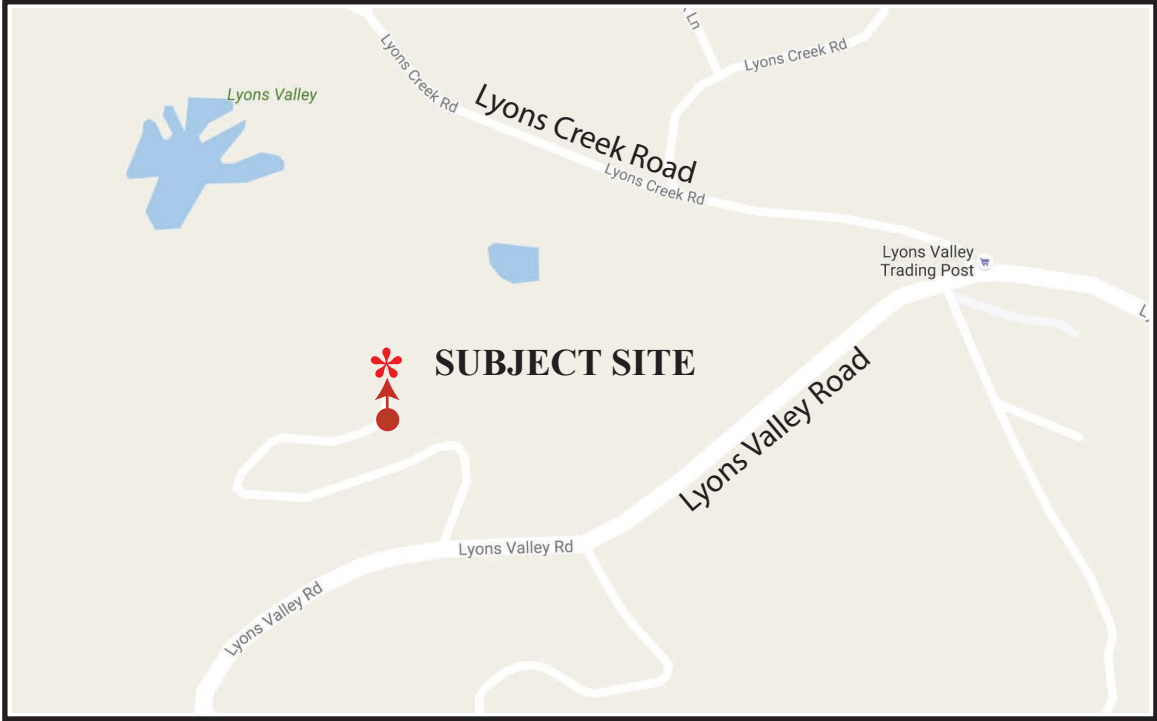 Ln
Lyons Creek Rd
Lyons Creek Rd
Lyons Valley
Lyons Creek Road
Lyons Creek Rd
Lyons Valley
Trading Post
SUBJECT SITE
Lyons Valley Road
Lyons Valley Rd
Lyons Valley Rd